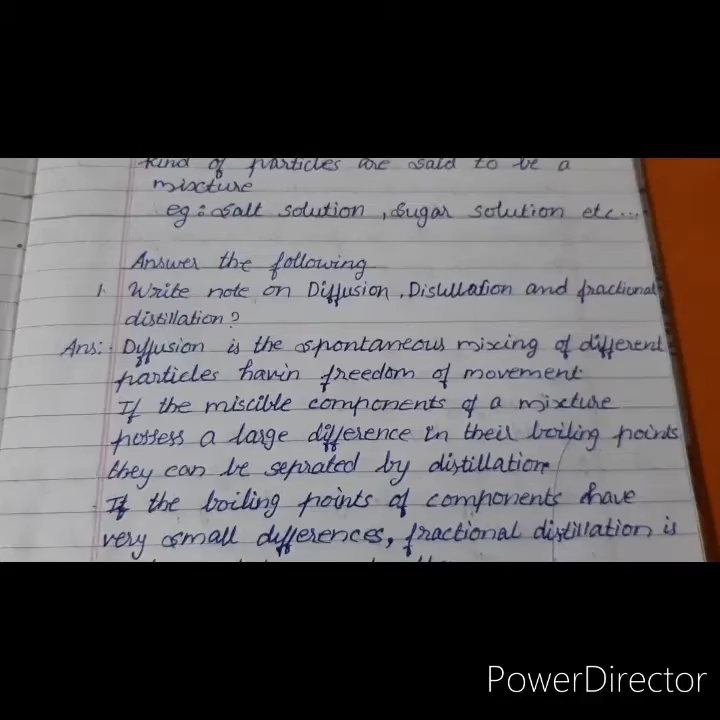 kind of particles are said to be a
mixture
eg: salt solution, Sugar solution etc...
Answer the following
1. Write note on Diffusion, Distillation and fractional
distillation?
Ans: Diffusion is the spontaneous mixing of different
particles havin freedom of movement
If the miscible components of a mixture
possess a large difference in their boiling points
they can be seprated by distillation
If the boiling points of components have
very small differences, fractional distillation is
PowerDirector